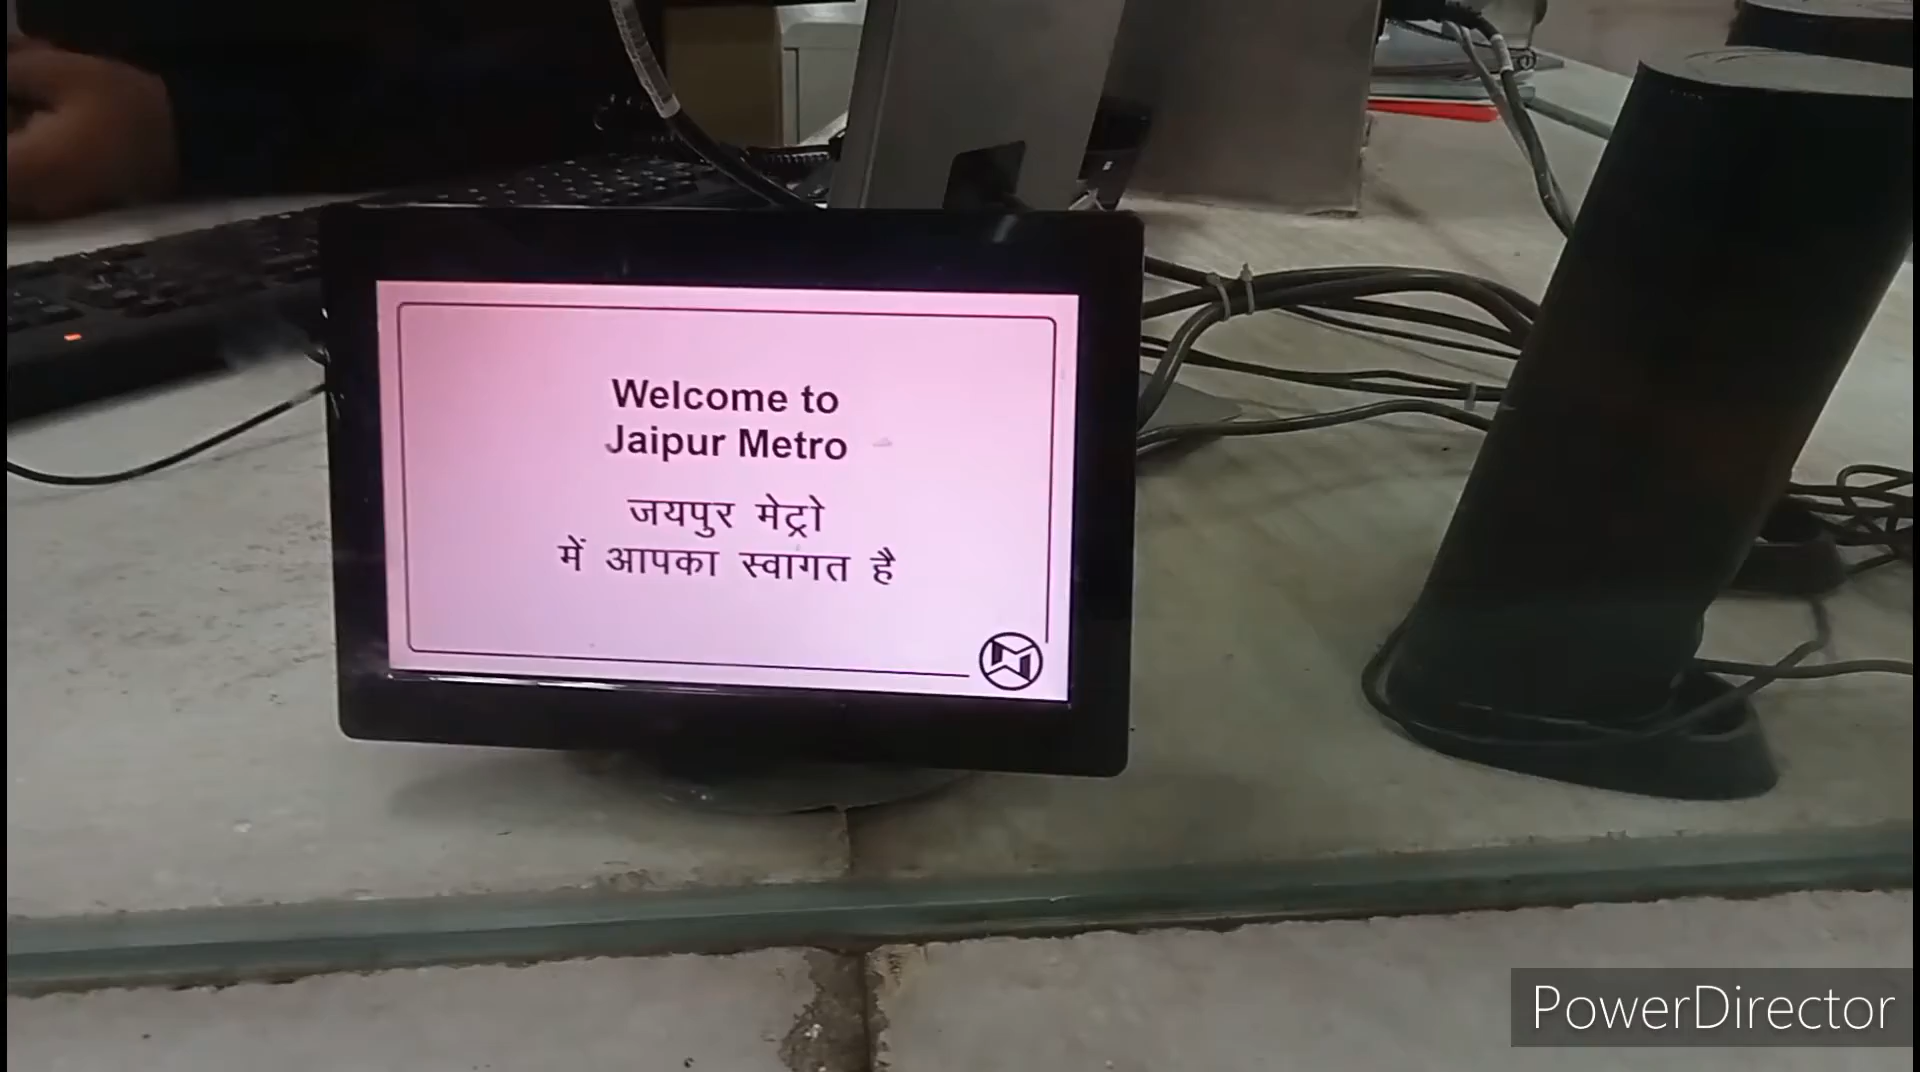 Welcome to
Jaipur Metro
जयपुर मेट्रो
में आपका स्वागत है
PowerDirector